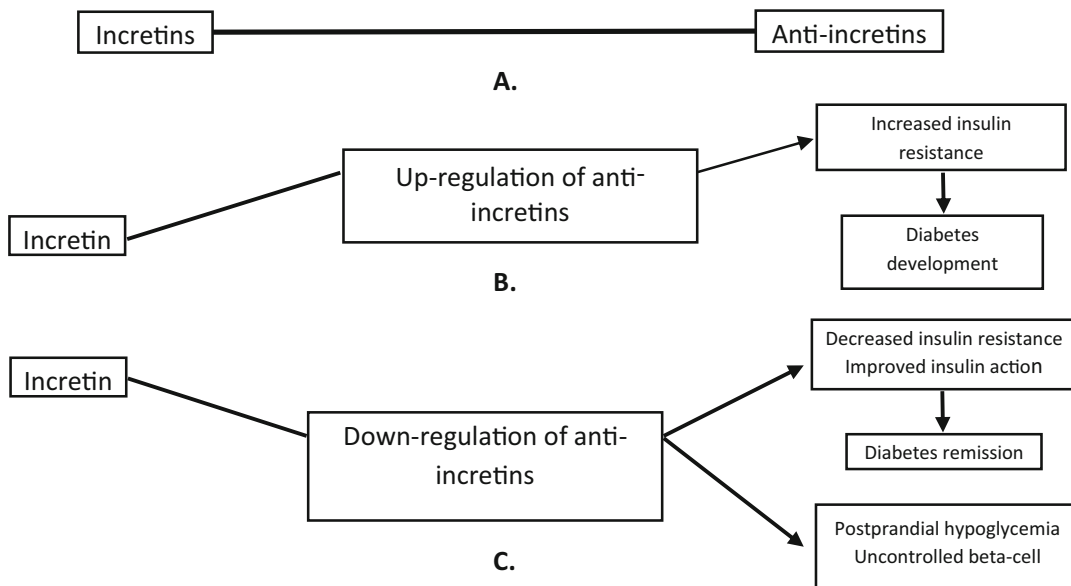 Incretins
Anti-incretins
A.
Increased insulin
resistance
Up-regulation of anti-
incretins
Incretin
Diabetes
development
B.
Decreased insulin resistance
Improved insulin action
Incretin
Down-regulation of anti-
incretins
Diabetes remission
Postprandial hypoglycemia
Uncontrolled beta-cell
C.